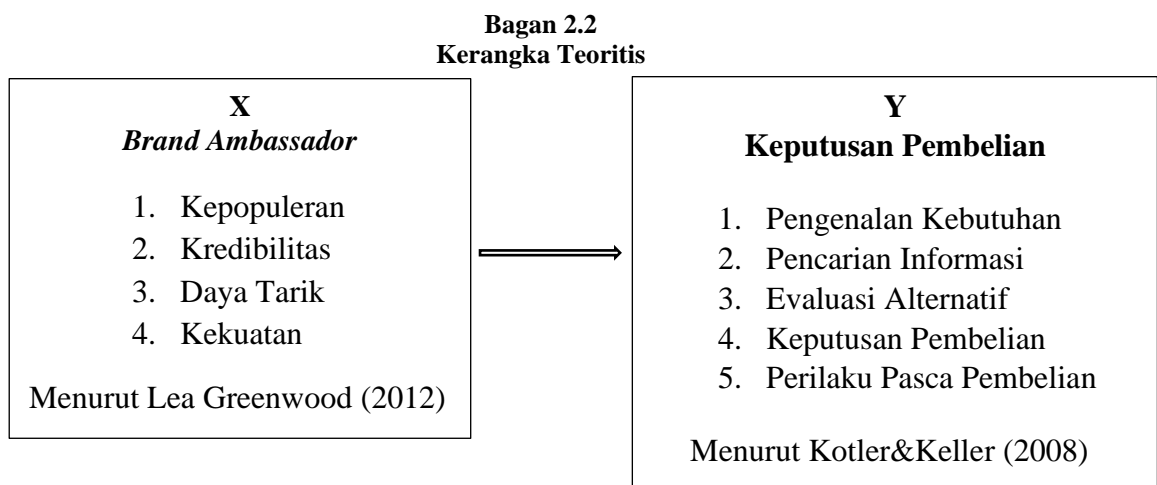 Bagan 2.2
Kerangka Teoritis
X
Brand Ambassador
1. Kepopuleran
2. Kredibilitas
3. Daya Tarik
4. Kekuatan
Menurut Lea Greenwood (2012)
Y
Keputusan Pembelian
1. Pengenalan Kebutuhan
2. Pencarian Informasi
3. Evaluasi Alternatif
4. Keputusan Pembelian
5. Perilaku Pasca Pembelian
Menurut Kotler&Keller (2008)